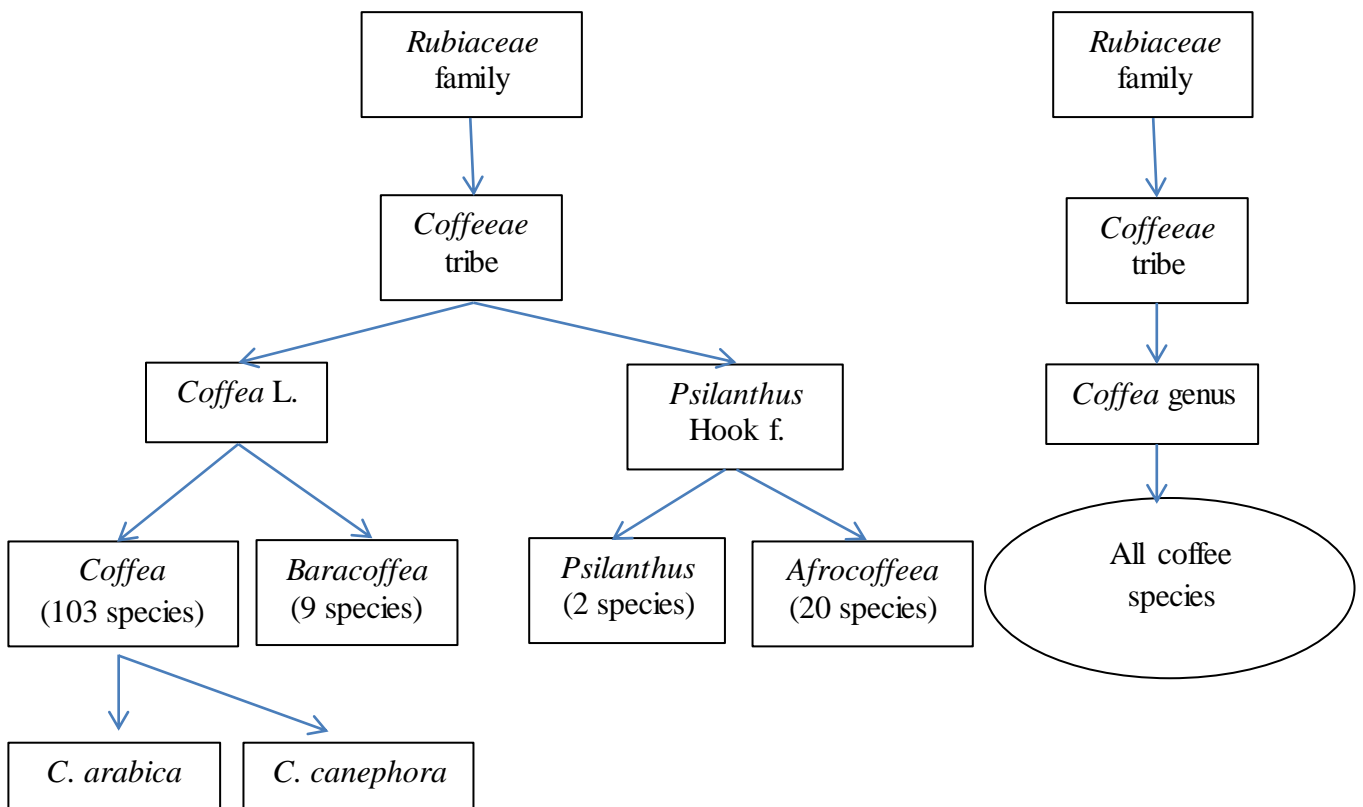 Rubiaceae
family
Rubiaceae
family
Coffeeae
tribe
Coffeeae
tribe
Coffea L.
Psilanthus
Hook f.
Coffea genus
Coffea
(103 species)
Baracoffea
(9 species)
Psilanthus
(2 species)
Afrocoffeea
(20 species)
All coffee
species
C. arabica
C. canephora